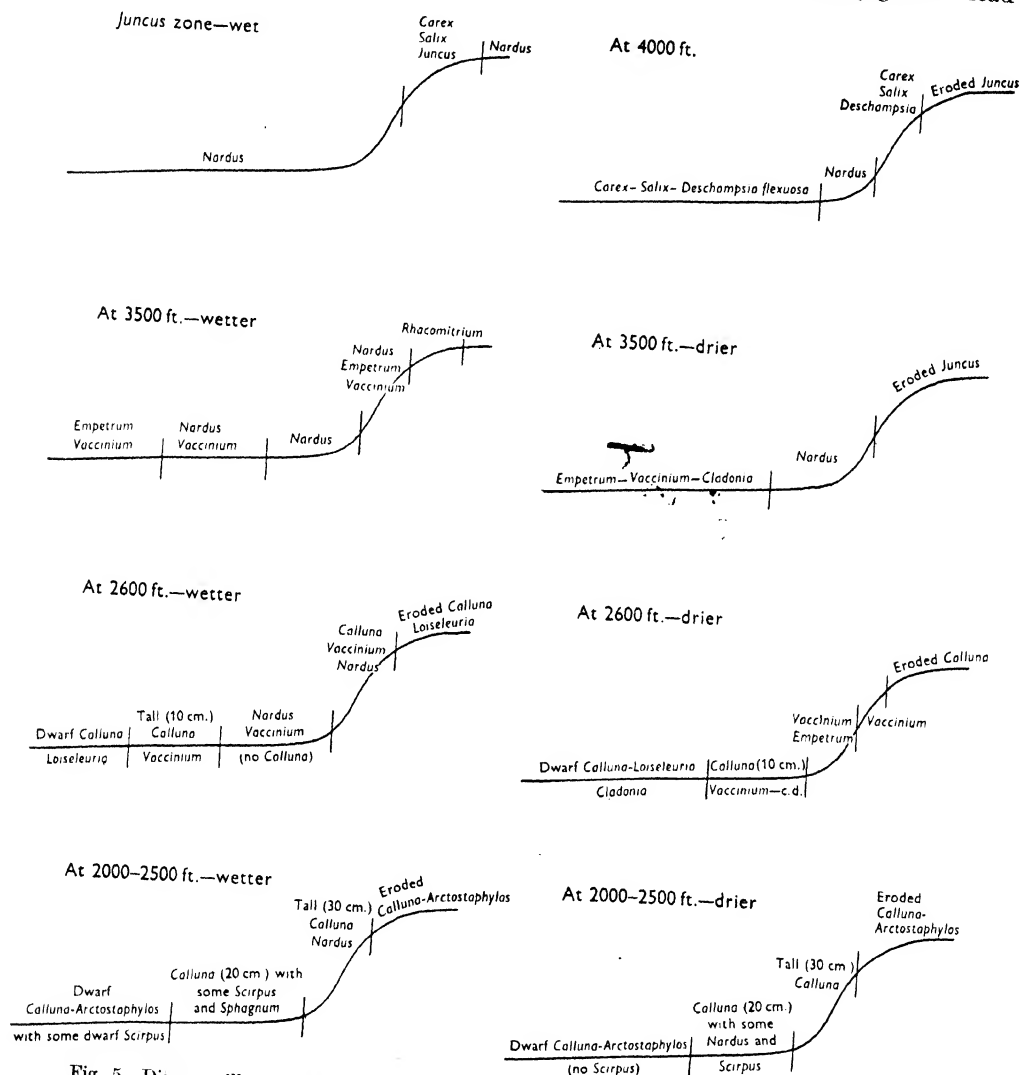 Juncus zone—wet
Carex
Salix
Juncus
Nardus
Nardus
At 4000 ft.
Carex
Salix
Deschampsia
Eroded Juncus
Nardus
Carex- Salix- Deschampsia flexuosa
At 3500 ft.—wetter
Rhacomitrium
Nardus
Empetrum
Vaccinium
Empetrum
Vaccinium
Nardus
Vaccinium
Nardus
At 3500 ft.—drier
Eroded Juncus
Nardus
Empetrum—Vaccinium—Cladonia
At 2600 ft.—wetter
Calluna
Vaccinium
Nardus
Eroded Calluna
Loiseleuria
Dwarf Calluna
Loiseleuria
Tall (10 cm.)
Calluna
Vaccinium
Nardus
Vaccinium
(no Calluna)
At 2600 ft.—drier
Eroded Calluna
Vaccinium
Empetrum
Vaccinium
Dwarf Calluna-Loiseleuria
Cladonia
Calluna (10 cm.)
Vaccinium—c.d.
At 2000–2500 ft.—wetter
Tall (30 cm.)
Calluna
Nardus
Eroded
Calluna-Arctostaphylos
Dwarf
Calluna-Arctostaphylos
with some dwarf Scirpus
Calluna (20 cm) with
some Scirpus
and Sphagnum
At 2000–2500 ft.—drier
Eroded
Calluna-
Arctostaphylos
Tall (30 cm)
Calluna
Calluna (20 cm.)
with some
Nardus and
Scirpus
Dwarf Calluna-Arctostaphylos
(no Scirpus)
Fig. 5.